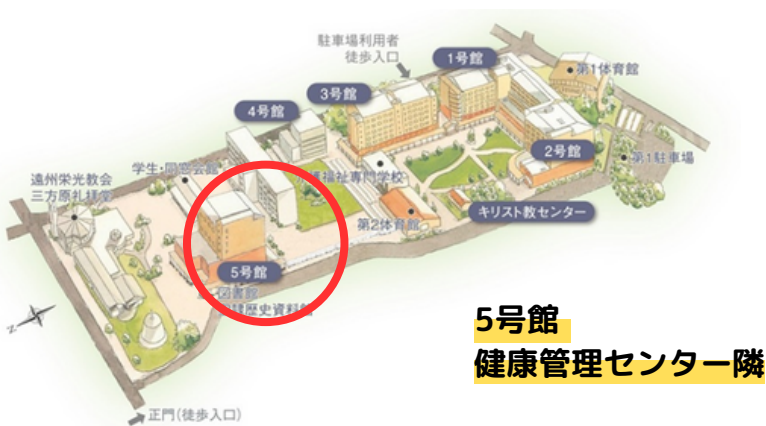 駐車場利用者
徒歩入口
1号館
第1体育館
3号館
4号館
2号館
第1駐車場
学生・同窓会館
福祉専門学校
遠州栄光教会
三方原礼拝堂
キリスト教センター
第2体育館
5号館
図書館
歴史資料館
N
正門(徒歩入口)
5号館
健康管理センター隣